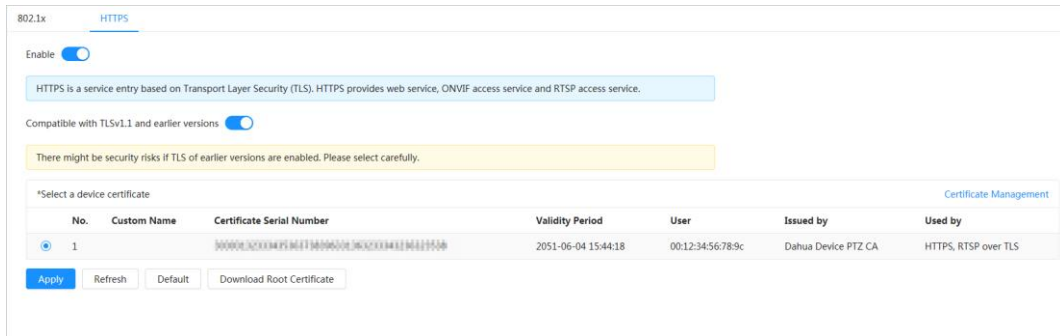 802.1x HTTPS
Enable
HTTPS is a service entry based on Transport Layer Security (TLS). HTTPS provides web service, ONVIF access service and RTSP access service.
Compatible with TLSv1.1 and earlier versions
There might be security risks if TLS of earlier versions are enabled. Please select carefully.
*Select a device certificate Certificate Management
No. Custom Name Certificate Serial Number Validity Period User Issued by Used by
1 2051-06-04 15:44:18 00:12:34:56:78:9c Dahua Device PTZ CA HTTPS, RTSP over TLS
Apply Refresh Default Download Root Certificate